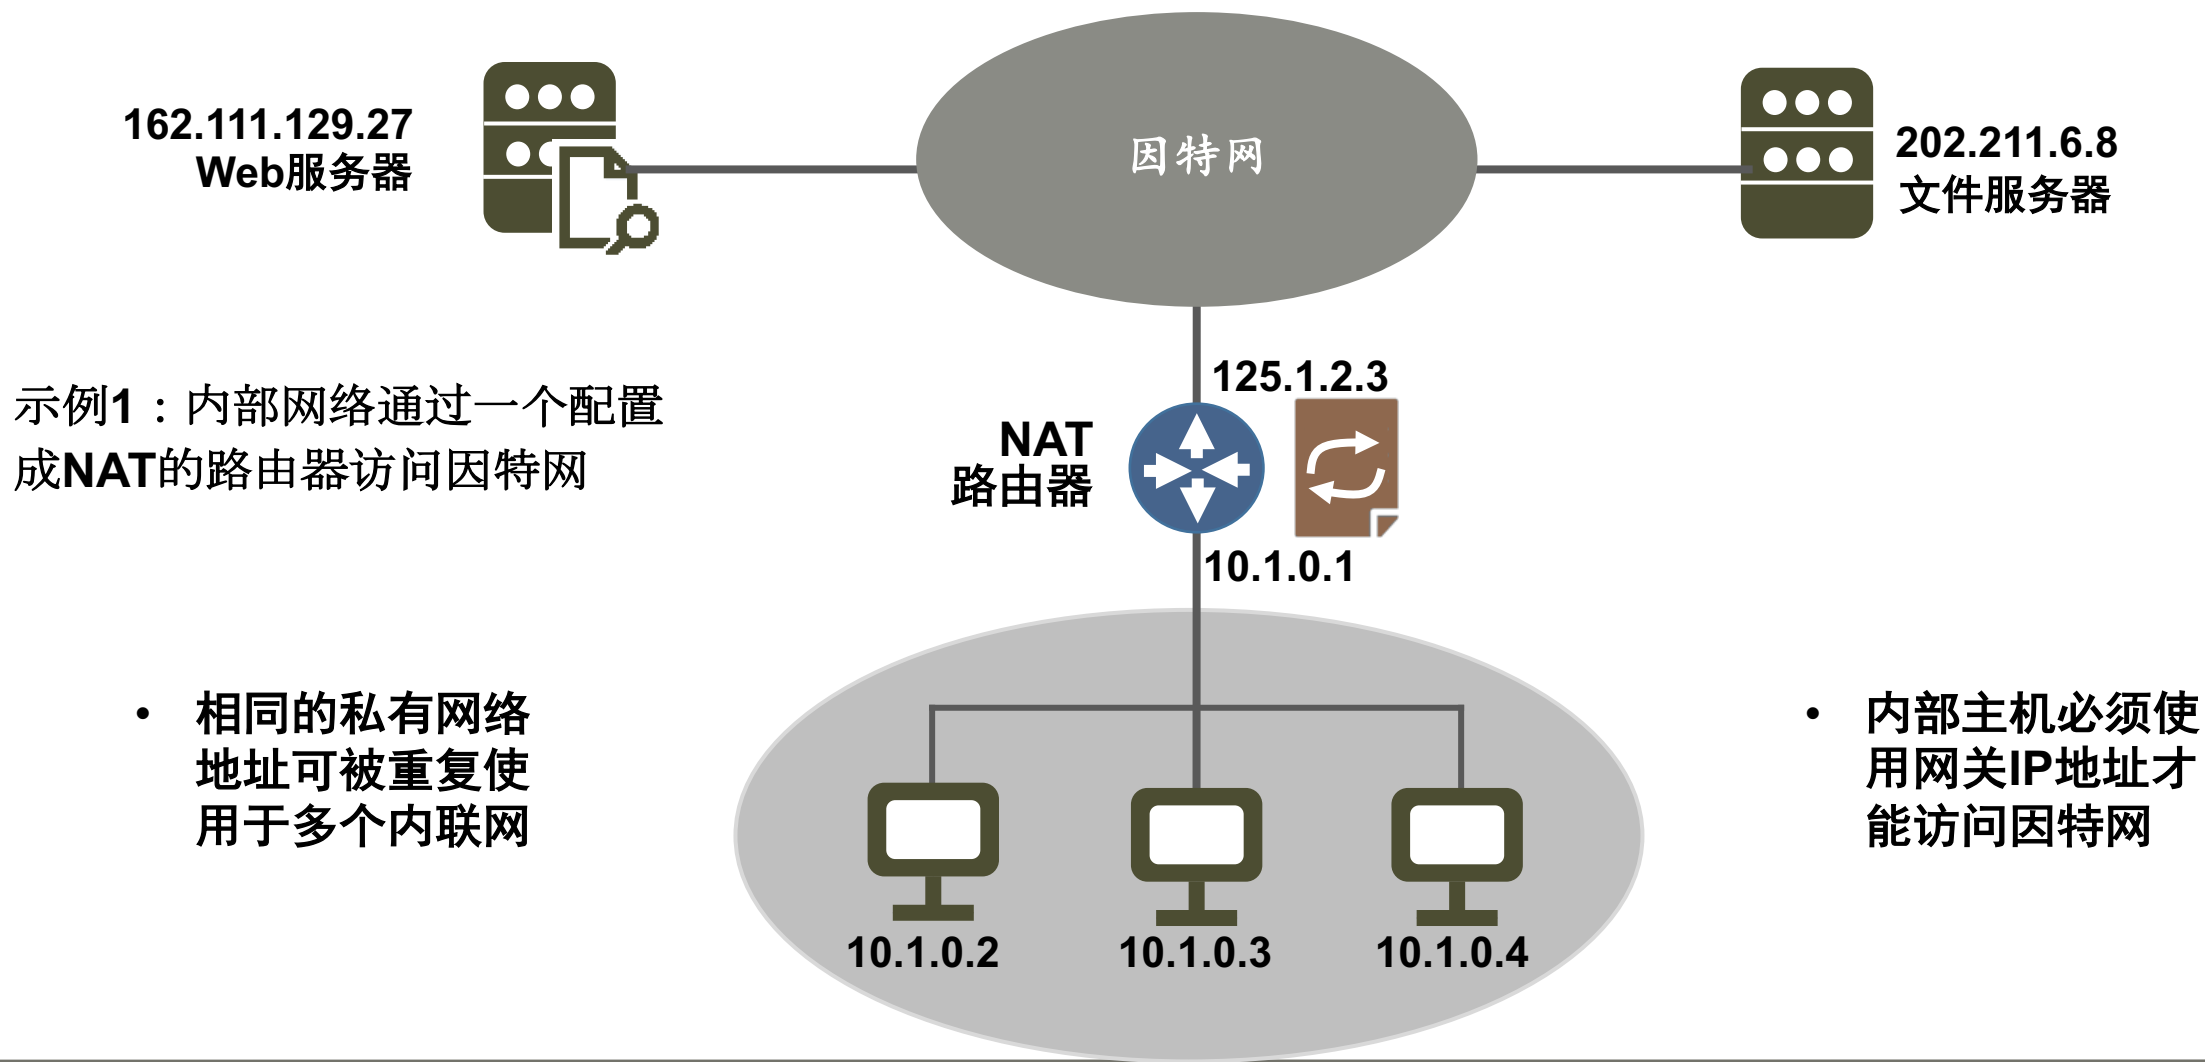 162.111.129.27
Web服务器
因特网
202.211.6.8
文件服务器
125.1.2.3
示例1：内部网络通过一个配置
成NAT的路由器访问因特网
NAT
路由器
10.1.0.1
• 相同的私有网络
地址可被重复使
用于多个内联网
• 内部主机必须使
用网关IP地址才
能访问因特网
10.1.0.2
10.1.0.3
10.1.0.4